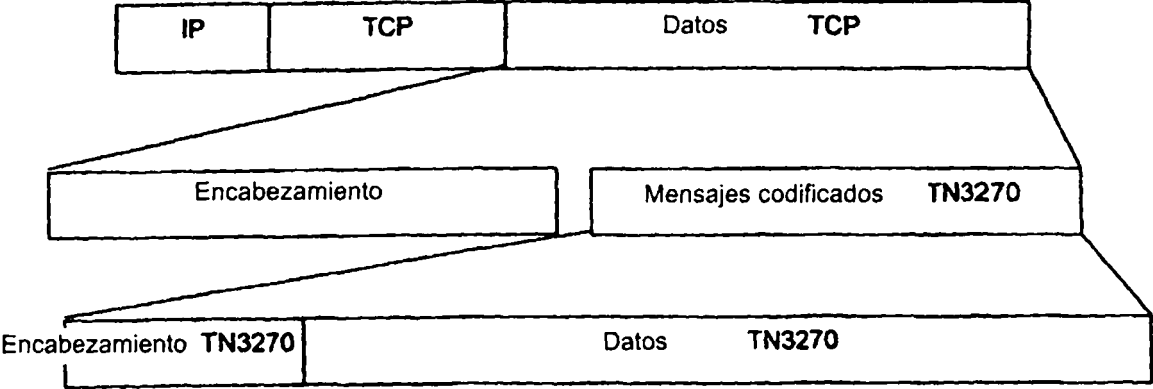 IP TCP Datos TCP
Encabezamiento Mensajes codificados TN3270
Encabezamiento TN3270 Datos TN3270